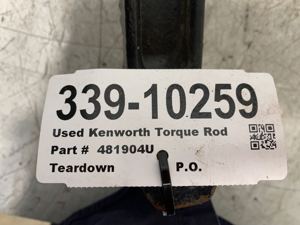 339-10259
Used Kenworth Torque Rod
Part # 481904U
Teardown P.O.